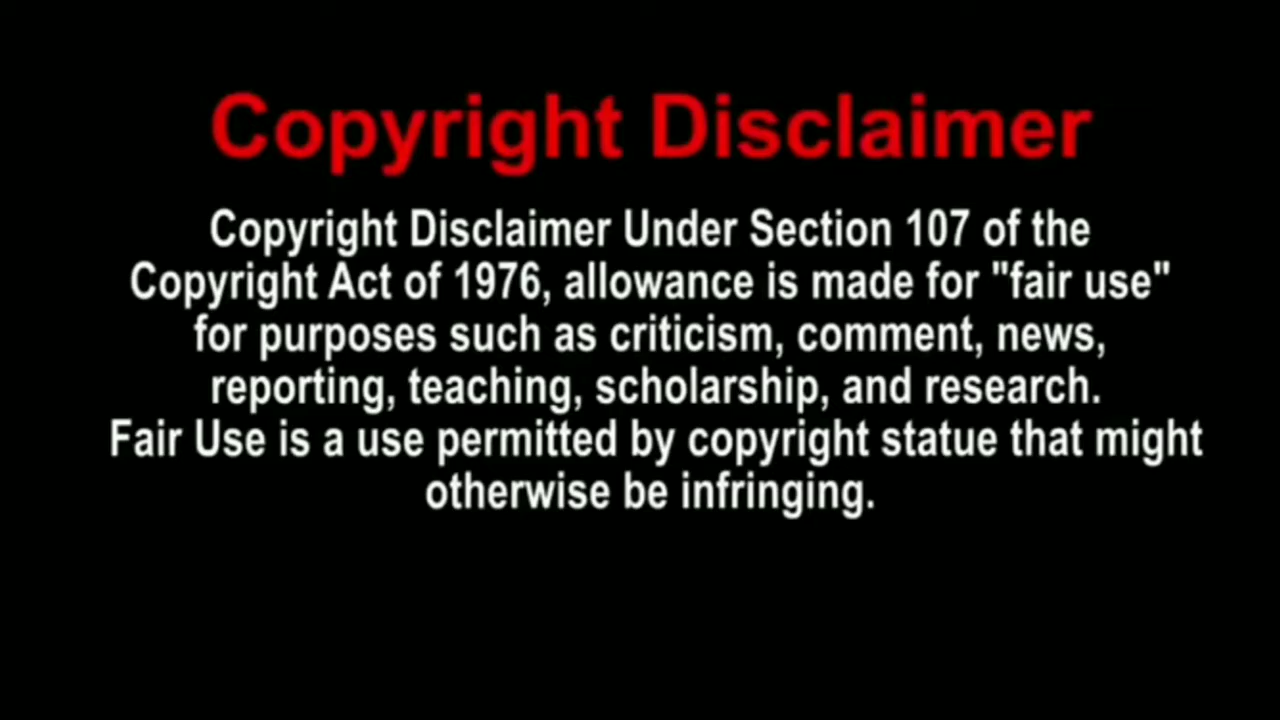 Copyright Disclaimer
Copyright Disclaimer Under Section 107 of the
Copyright Act of 1976, allowance is made for "fair use"
for purposes such as criticism, comment, news,
reporting, teaching, scholarship, and research.
Fair Use is a use permitted by copyright statue that might
otherwise be infringing.